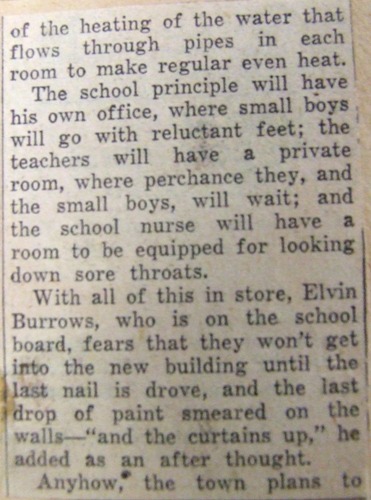 of the heating of the water that
flows through pipes in each
room to make regular even heat.
The school principle will have
his own office, where small boys
will go with reluctant feet; the
teachers will have a private
room, where perchance they, and
the small boys, will wait; and
the school nurse will have a
room to be equipped for looking
down sore throats.
With all of this in store, Elvin
Burrows, who is on the school
board, fears that they won't get
into the new building until the
last nail is drove, and the last
drop of paint smeared on the
walls—"and the curtains up," he
added as an after thought.
Anyhow, the town plans to